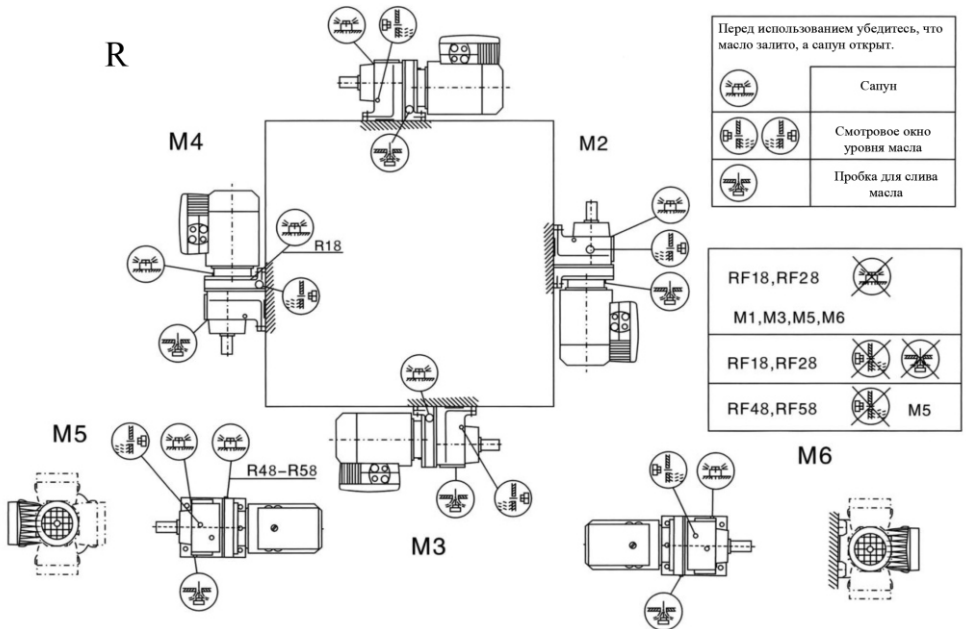 R
Перед использованием убедитесь, что
масло залито, а сапун открыт.
Сапун
Смотровое окно
уровня масла
Пробка для слива
масла
M4
M2
R18
RF18,RF28
M1,M3,M5,M6
RF18,RF28
RF48,RF58
M5
M5
R48-R58
M3
M6